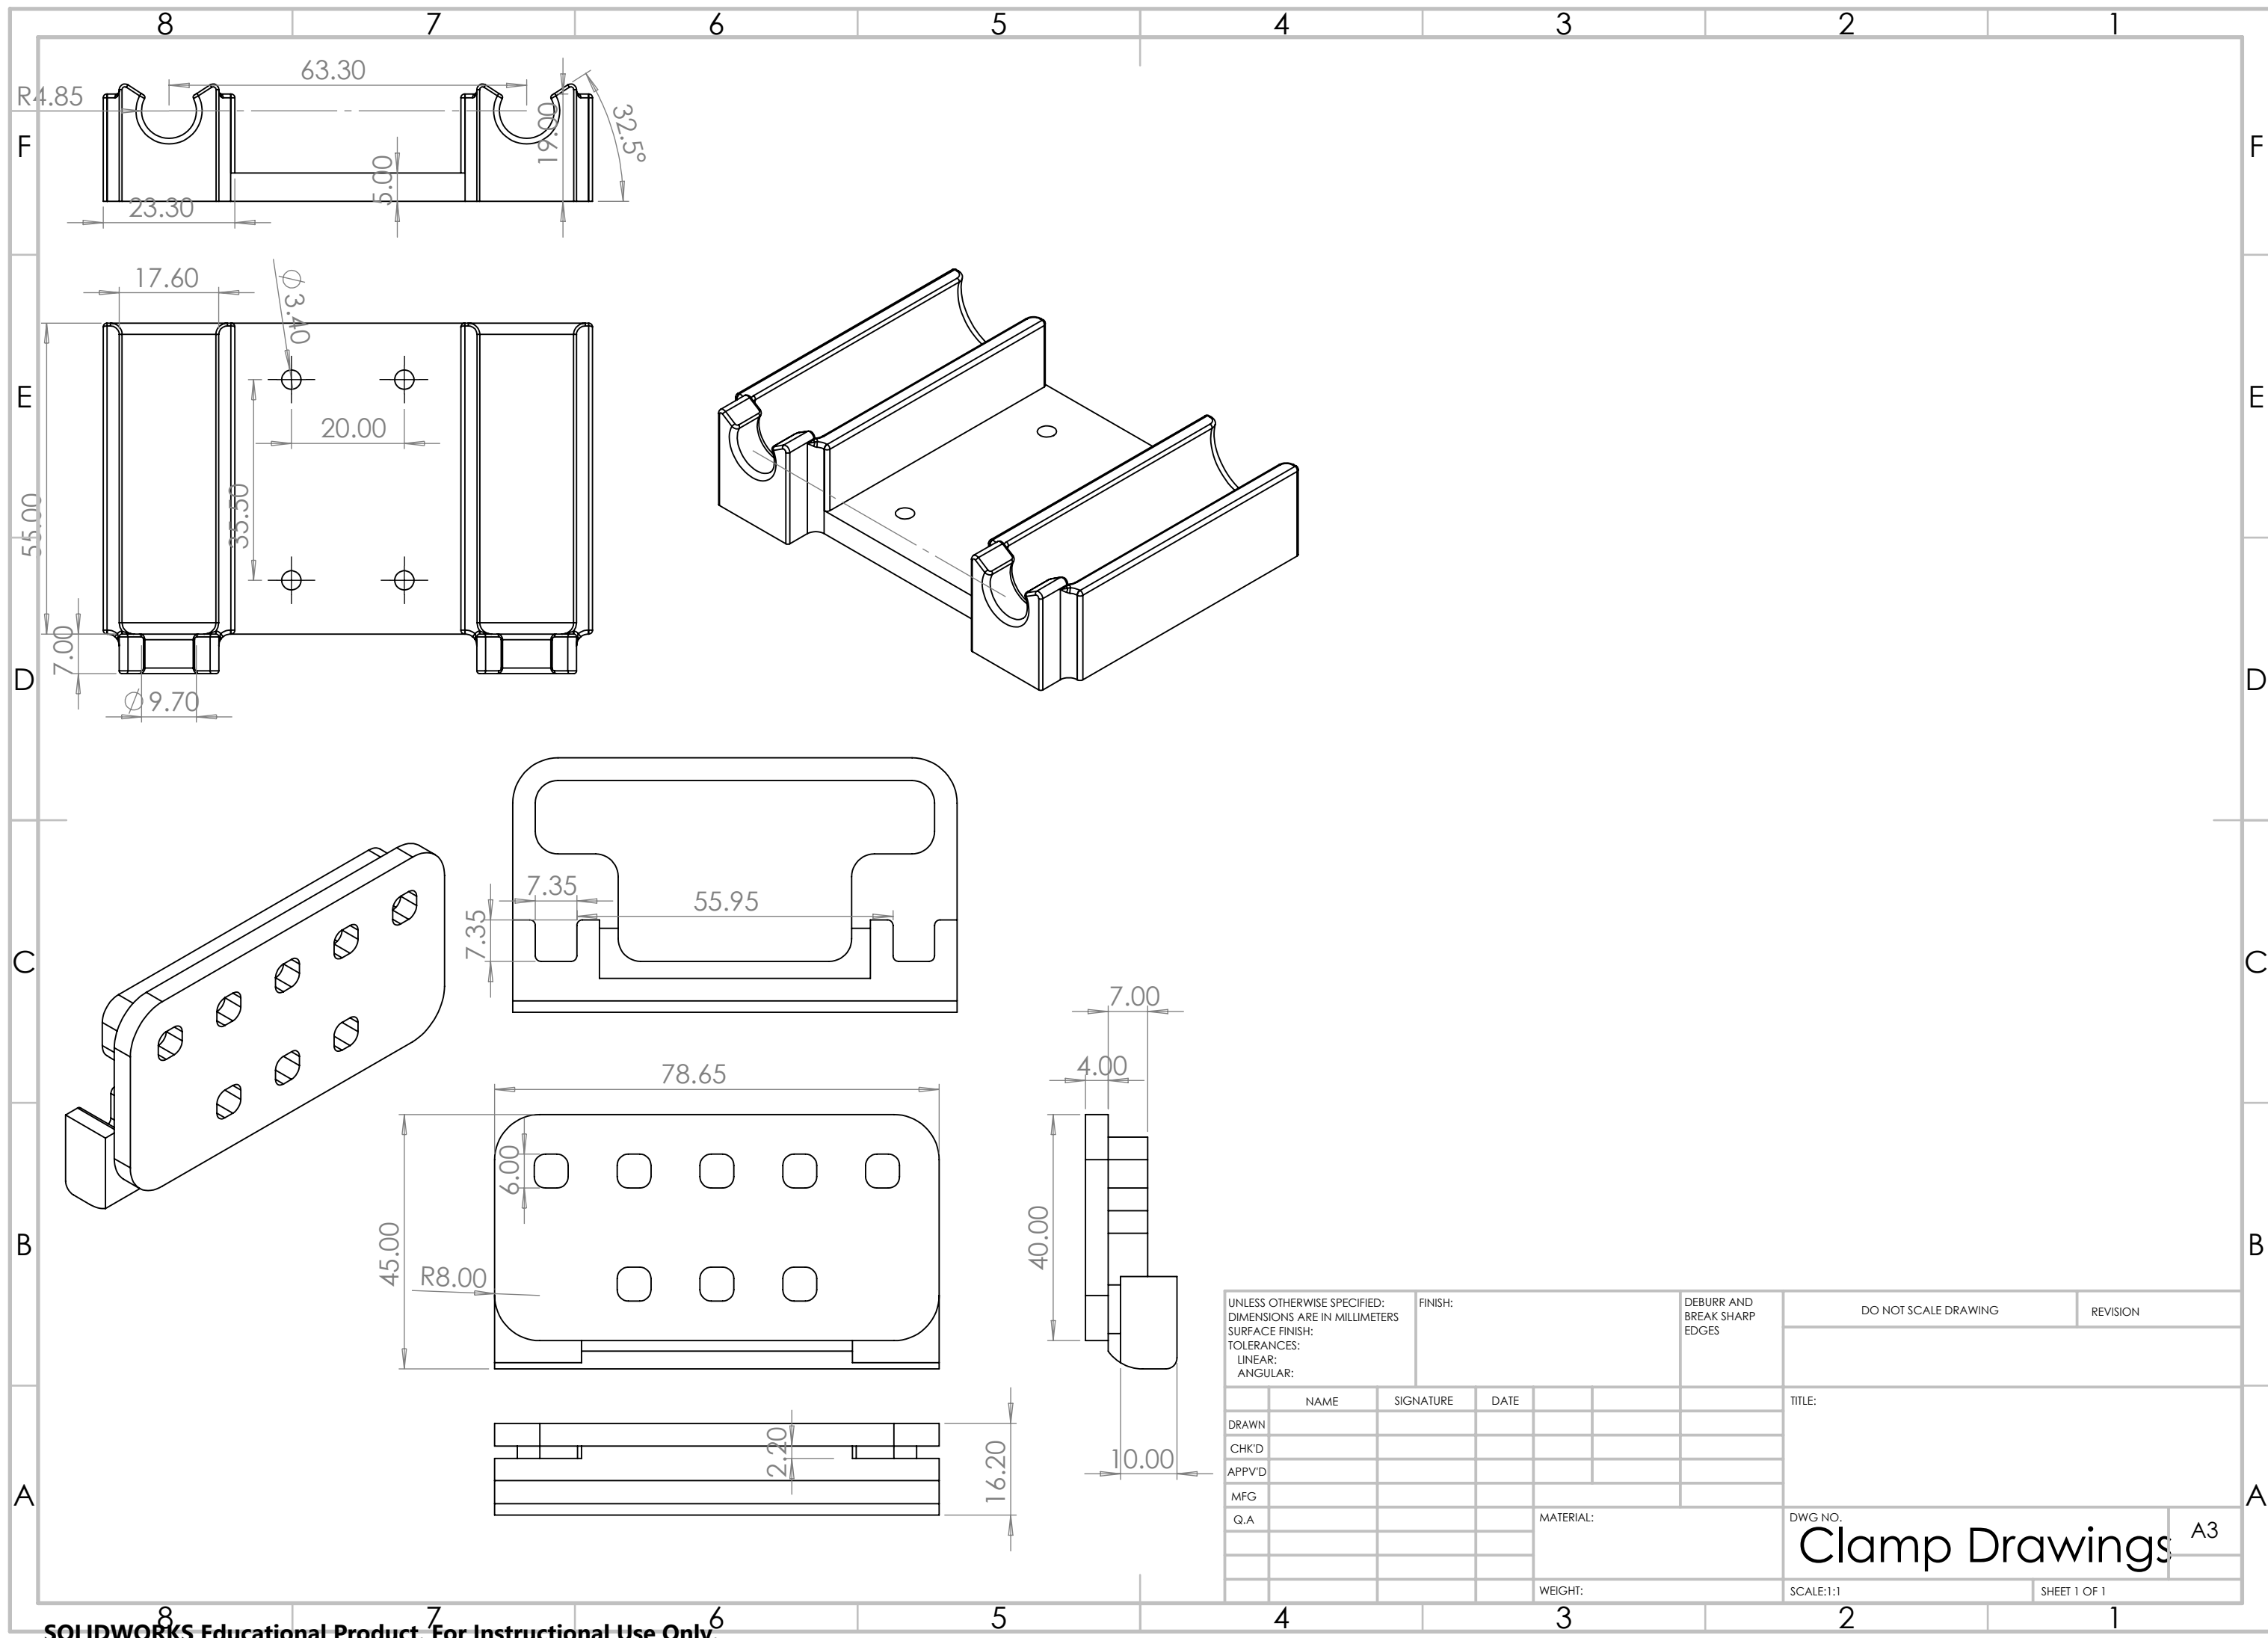 8 7 6 5 4 3 2 1
63.30
R4.85
32.5°
19.00
F F
5.00
23.30
17.60
∅3.40
E E
20.00
35.50
55.00
7.00
D D
∅9.70
7.35
55.95
7.35
C C
7.00
4.00
78.65
6.00
40.00
45.00
B B
R8.00
2.20
16.20
10.00
A A
UNLESS OTHERWISE SPECIFIED:
DIMENSIONS ARE IN MILLIMETERS
SURFACE FINISH:
TOLERANCES:
LINEAR:
ANGULAR:
FINISH:
DEBURR AND
BREAK SHARP
EDGES
DO NOT SCALE DRAWING
REVISION
NAME SIGNATURE DATE
TITLE:
DRAWN
CHK'D
APPV'D
MFG
Q.A
MATERIAL:
DWG NO.
Clamp Drawings
A3
WEIGHT:
SCALE:1:1
SHEET 1 OF 1
8 7 6 5 4 3 2 1
SOLIDWORKS Educational Product. For Instructional Use Only.